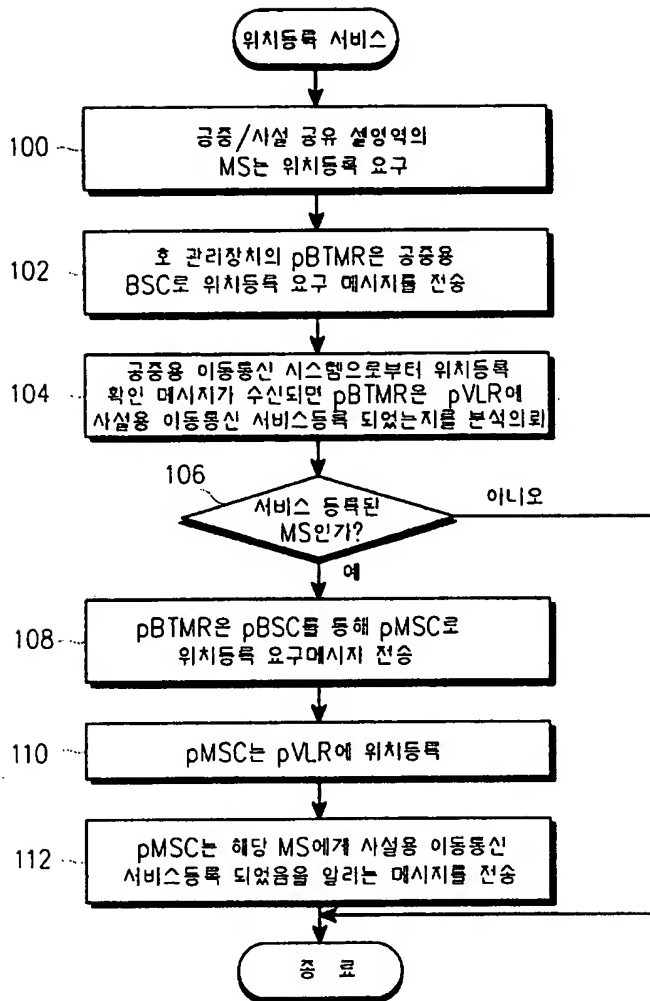 위치등록 서비스
공중/사설 공유 셀영역의
MS는 위치등록 요구
100
호 관리장치의 pBTMR은 공중용
BSC로 위치등록 요구 메시지를 전송
102
공중용 이동통신 시스템으로부터 위치등록
확인 메시지가 수신되면 pBTMR은 pVLR에
사설용 이동통신 서비스등록 되었는지를 분석의뢰
104
106
서비스 등록된
MS인가?
아니오
예
pBTMR은 pBSC를 통해 pMSC로
위치등록 요구메시지 전송
108
pMSC는 pVLR에 위치등록
110
pMSC는 해당 MS에게 사설용 이동통신
서비스등록 되었음을 알리는 메시지를 전송
112
종 료